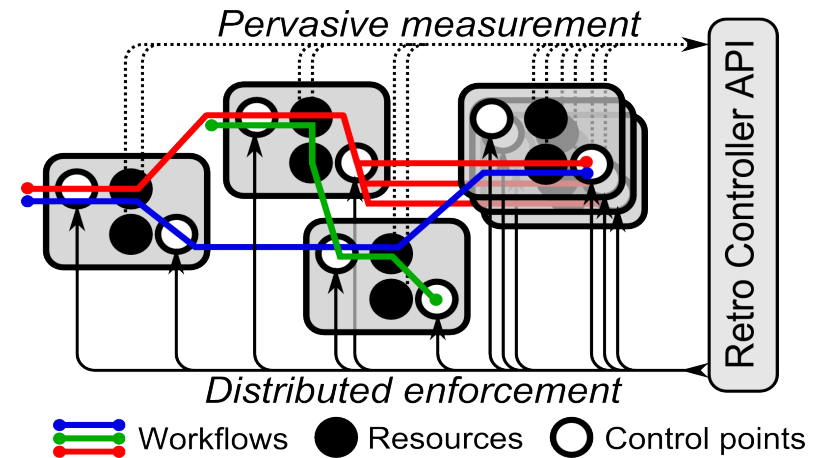 Pervasive measurement
Retro Controller API
Distributed enforcement
Workflows
Resources
Control points